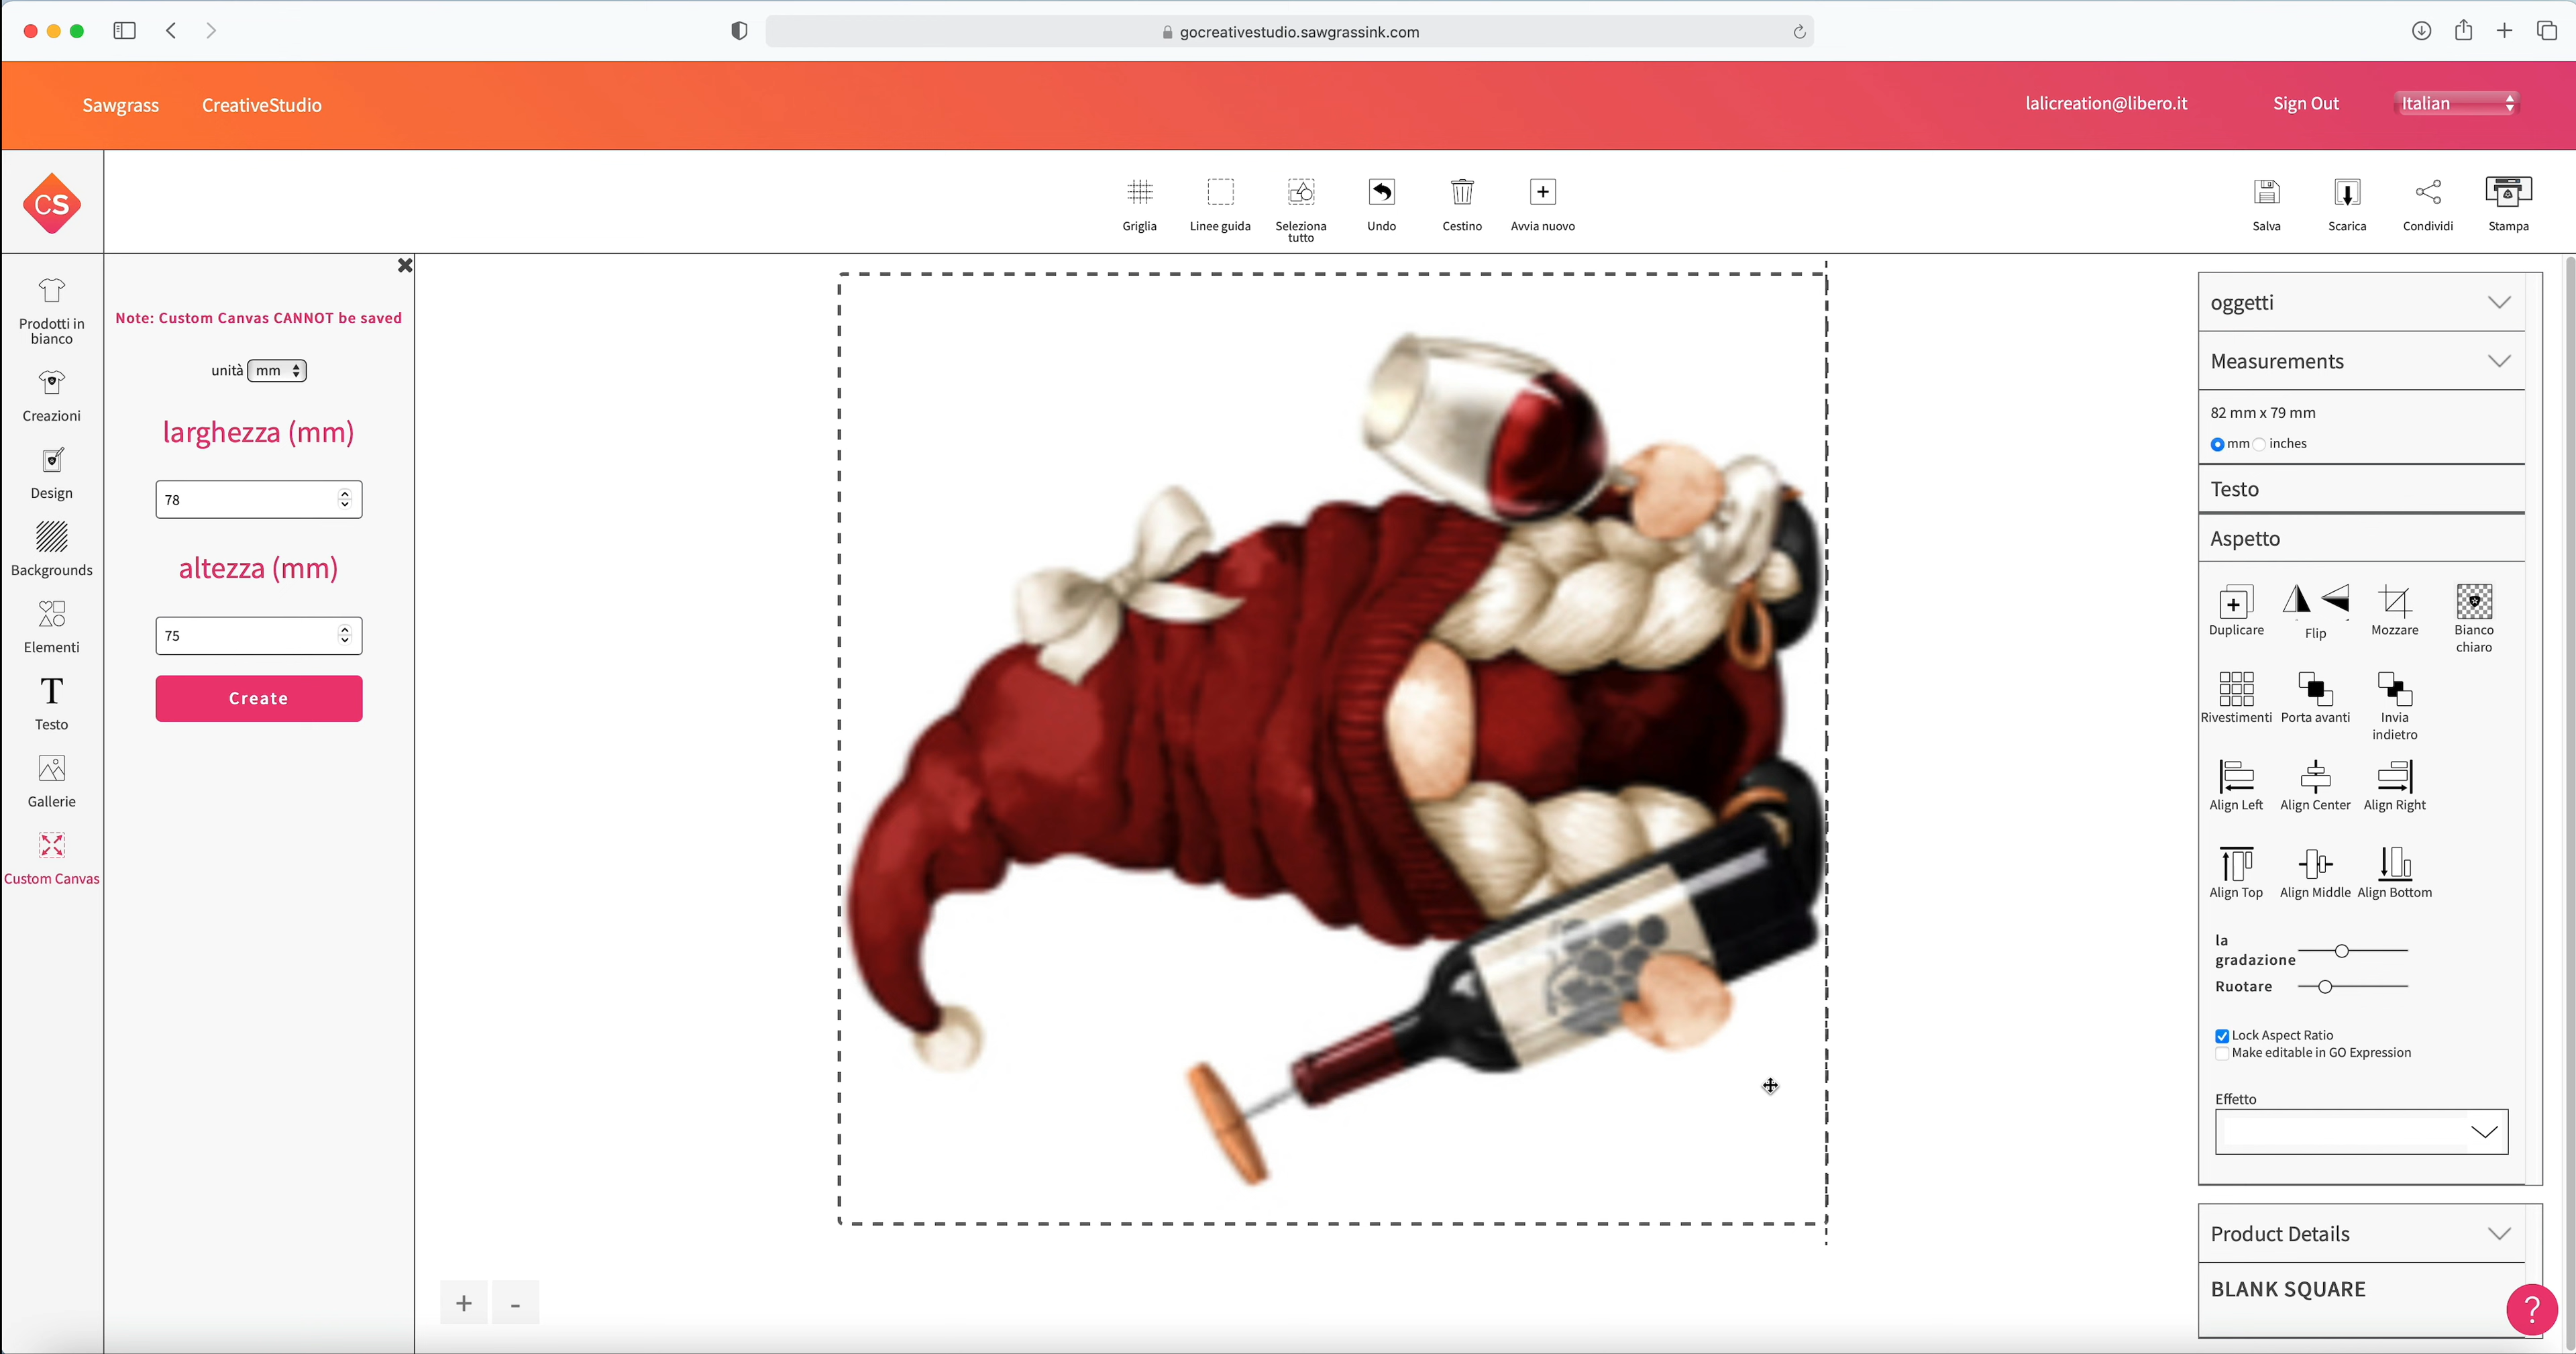 gocreativestudio.sawgrassink.com
Sawgrass
CreativeStudio
lalicreation@libero.it
Sign Out
Italian
CS
Griglia
Linee guida
Seleziona
tutto
Undo
Cestino
Avvia nuovo
Salva
Scarica
Condividi
Stampa
Prodotti in
bianco
Creazioni
Design
Backgrounds
Elementi
T
Testo
Gallerie
Custom Canvas
Note: Custom Canvas CANNOT be saved
unità mm
larghezza (mm)
78
altezza (mm)
75
Create
+ -
oggetti
Measurements
82 mm x 79 mm
mm inches
Testo
Aspetto
Duplicare
Flip
Mozzare
Bianco
chiaro
Rivestimenti
Porta avanti
Invia
indietro
Align Left
Align Center
Align Right
Align Top
Align Middle
Align Bottom
la
gradazione
Ruotare
Lock Aspect Ratio
Make editable in GO Expression
Effetto
Product Details
BLANK SQUARE
?